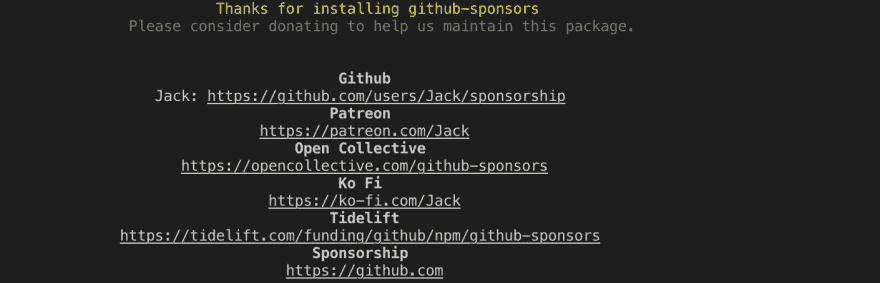 Thanks for installing github-sponsors
Please consider donating to help us maintain this package.
Github
Jack: https://github.com/users/Jack/sponsorship
Patreon
https://patreon.com/Jack
Open Collective
https://opencollective.com/github-sponsors
Ko Fi
https://ko-fi.com/Jack
Tidelift
https://tidelift.com/funding/github/npm/github-sponsors
Sponsorship
https://github.com